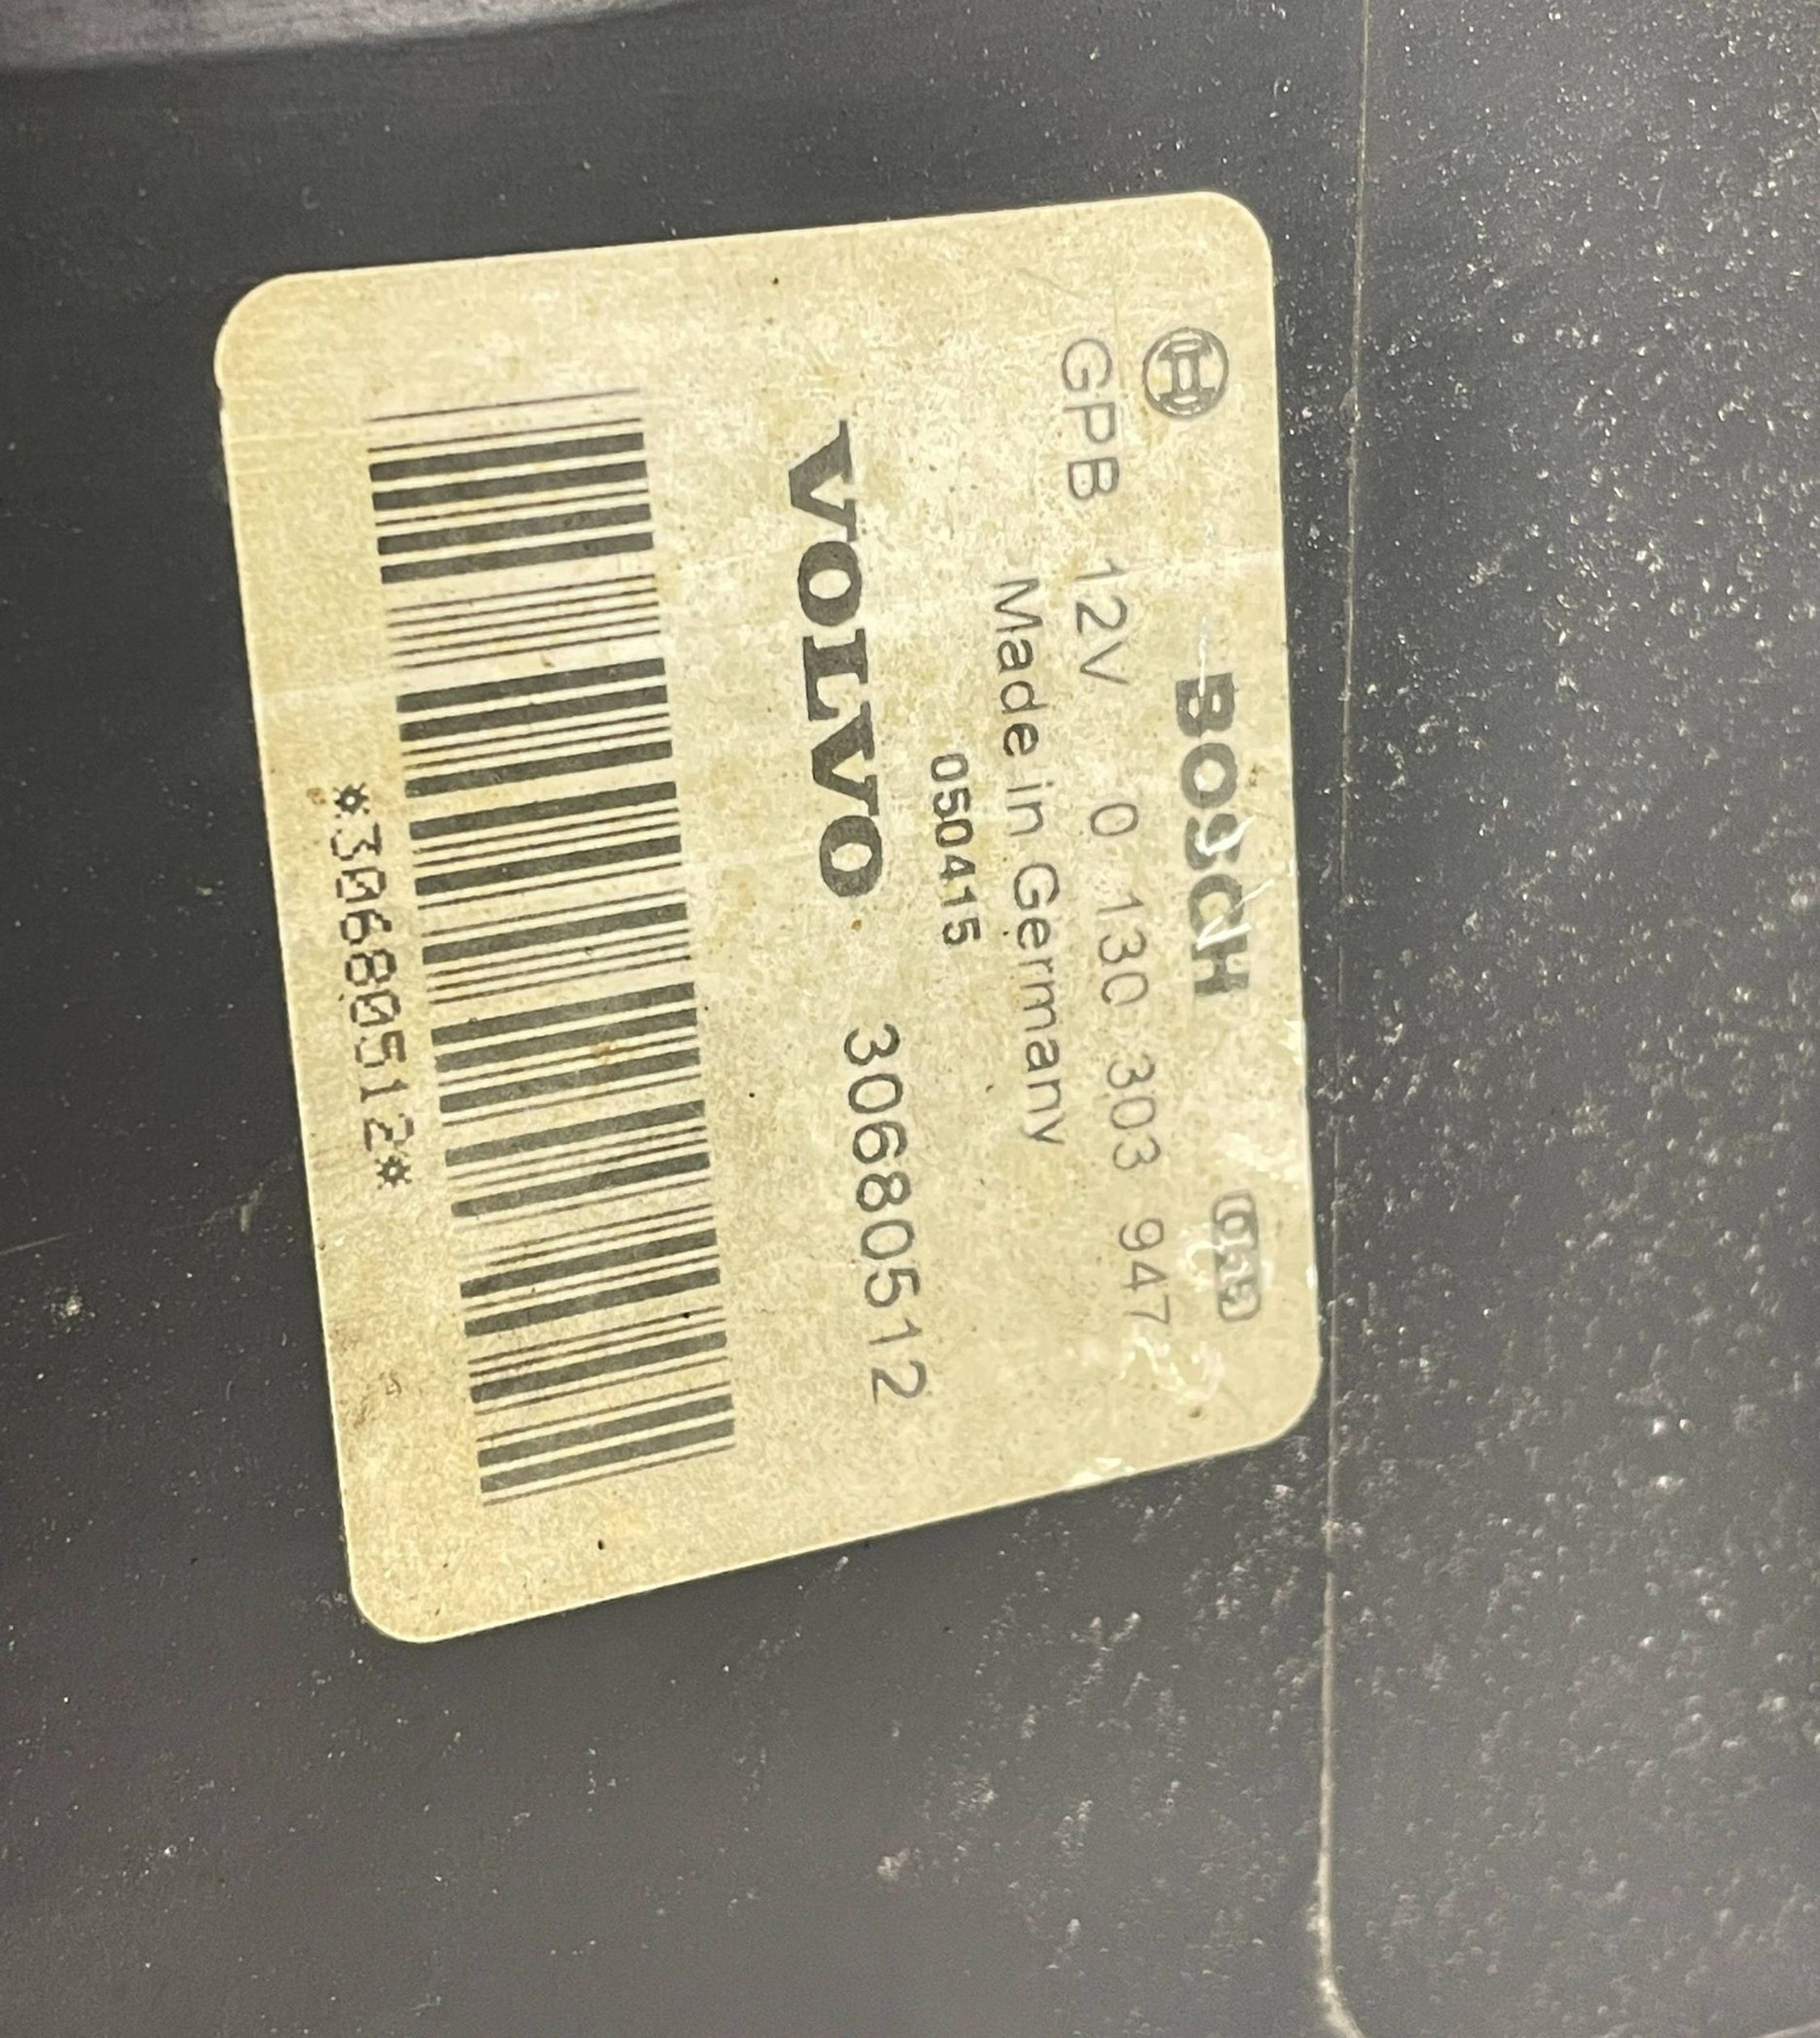 BOSCH
GPB 12V 0 130 303 947
Made in Germany
050415
VOLVO 30680512
*30680512*